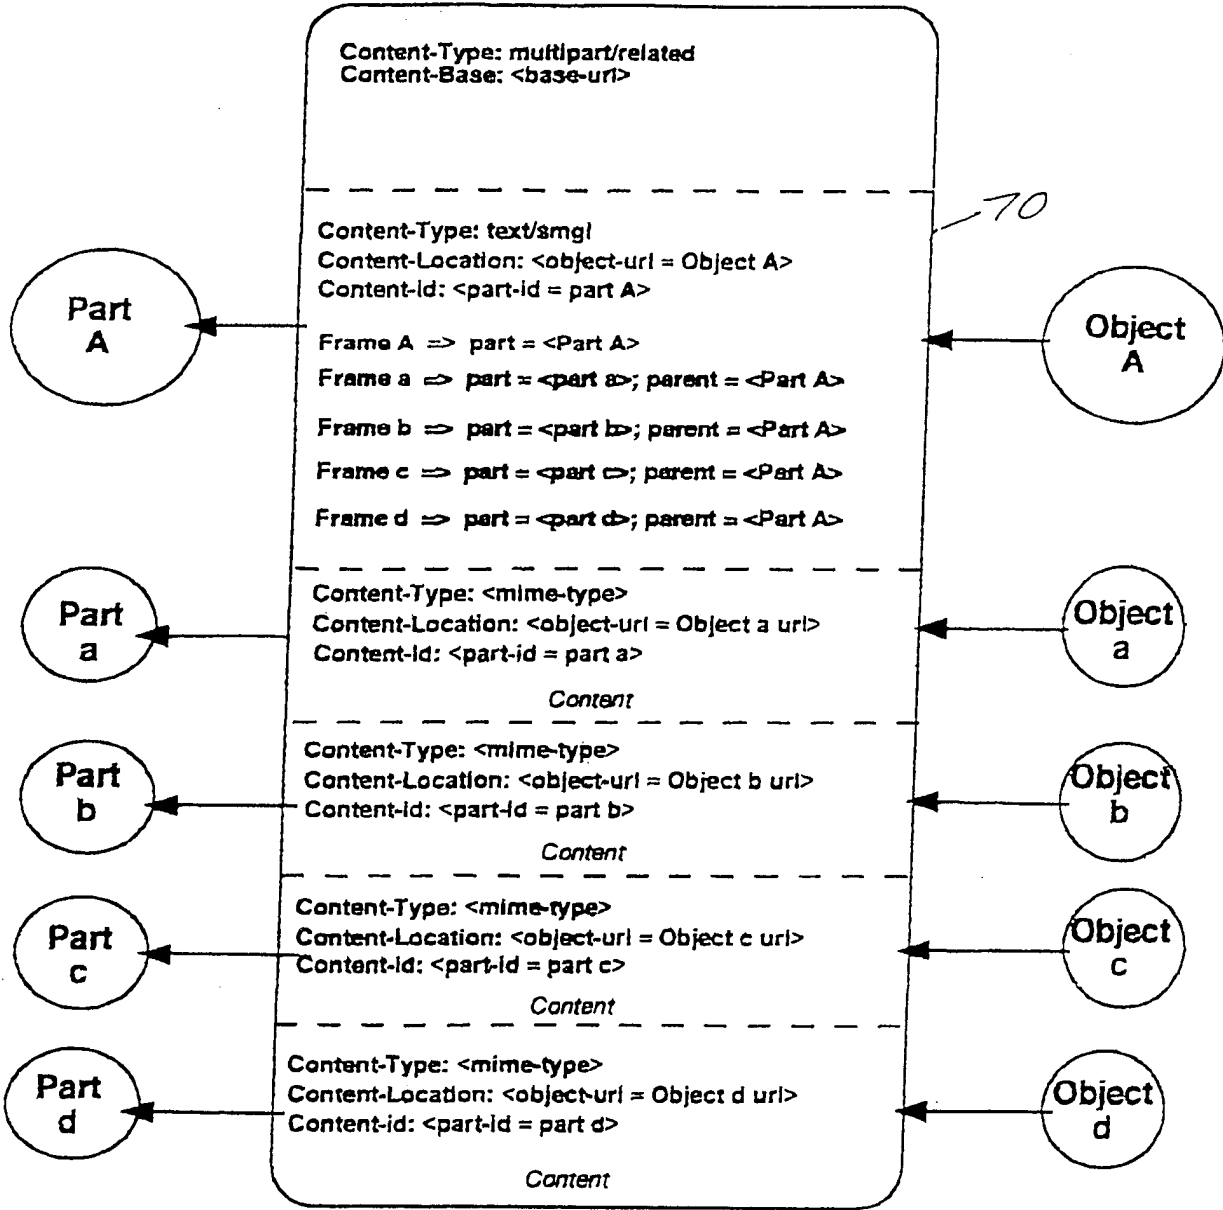 Content-Type: multipart/related
Content-Base: <base-url>
70
Content-Type: text/smgl
Content-Location: <object-url = Object A>
Content-id: <part-id = part A>
Part
A
Object
A
Frame A => part = <Part A>
Frame a => part = <part a>; parent = <Part A>
Frame b => part = <part b>; parent = <Part A>
Frame c => part = <part c>; parent = <Part A>
Frame d => part = <part d>; parent = <Part A>
Part
a
Content-Type: <mime-type>
Content-Location: <object-url = Object a url>
Content-id: <part-id = part a>
Content
Object
a
Part
b
Content-Type: <mime-type>
Content-Location: <object-url = Object b url>
Content-id: <part-id = part b>
Content
Object
b
Part
c
Content-Type: <mime-type>
Content-Location: <object-url = Object c url>
Content-id: <part-id = part c>
Content
Object
c
Part
d
Content-Type: <mime-type>
Content-Location: <object-url = Object d url>
Content-id: <part-id = part d>
Content
Object
d